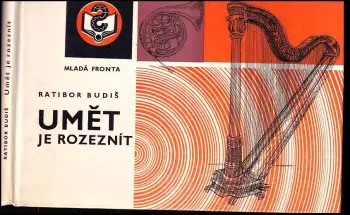 RATIBOR BUDIŠ Umět je rozeznít
MLADÁ FRONTA
RATIBOR BUDIŠ
UMĚT
JE ROZEZNÍT